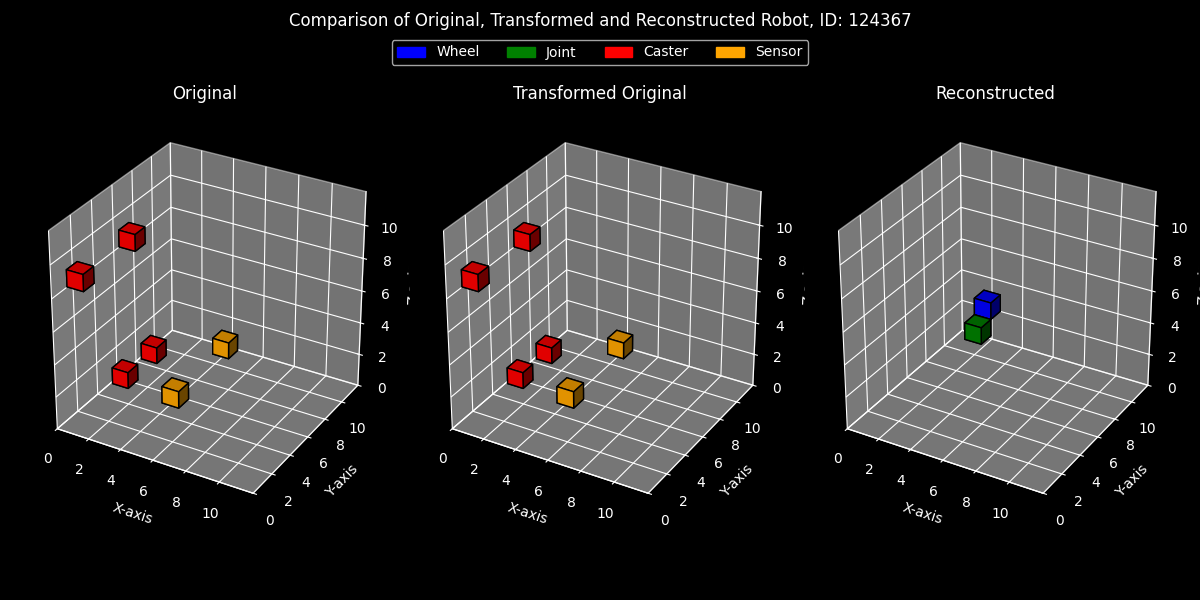 Comparison of Original, Transformed and Reconstructed Robot, ID: 124367
Wheel Joint Caster Sensor
Original Transformed Original Reconstructed
10 10 10
8 8 8
6 6 6
4 4 4
2 2 2
0 0 0
10 10 10
8 8 8
6 6 6
4 4 4
2 2 2
0 0 0
0 2 4 6 8 10 0 2 4 6 8 10 0 2 4 6 8 10
X-axis Y-axis X-axis Y-axis X-axis Y-axis